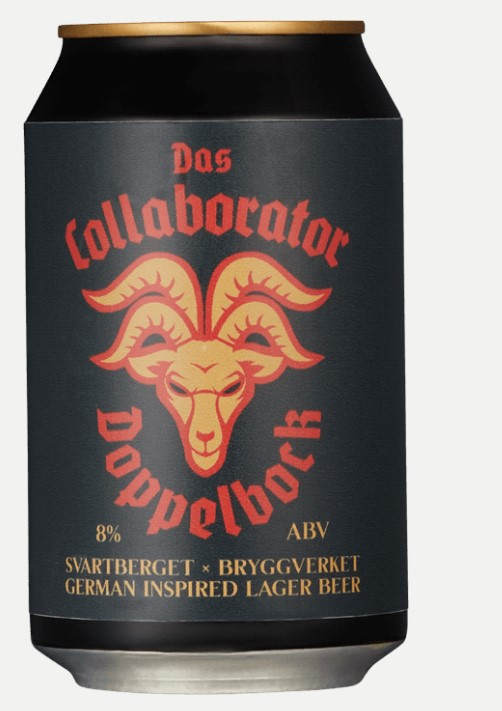 Das
Collaborator
Doppelbock
8% ABV
SVARTBERGET × BRYGGVERKET
GERMAN INSPIRED LAGER BEER